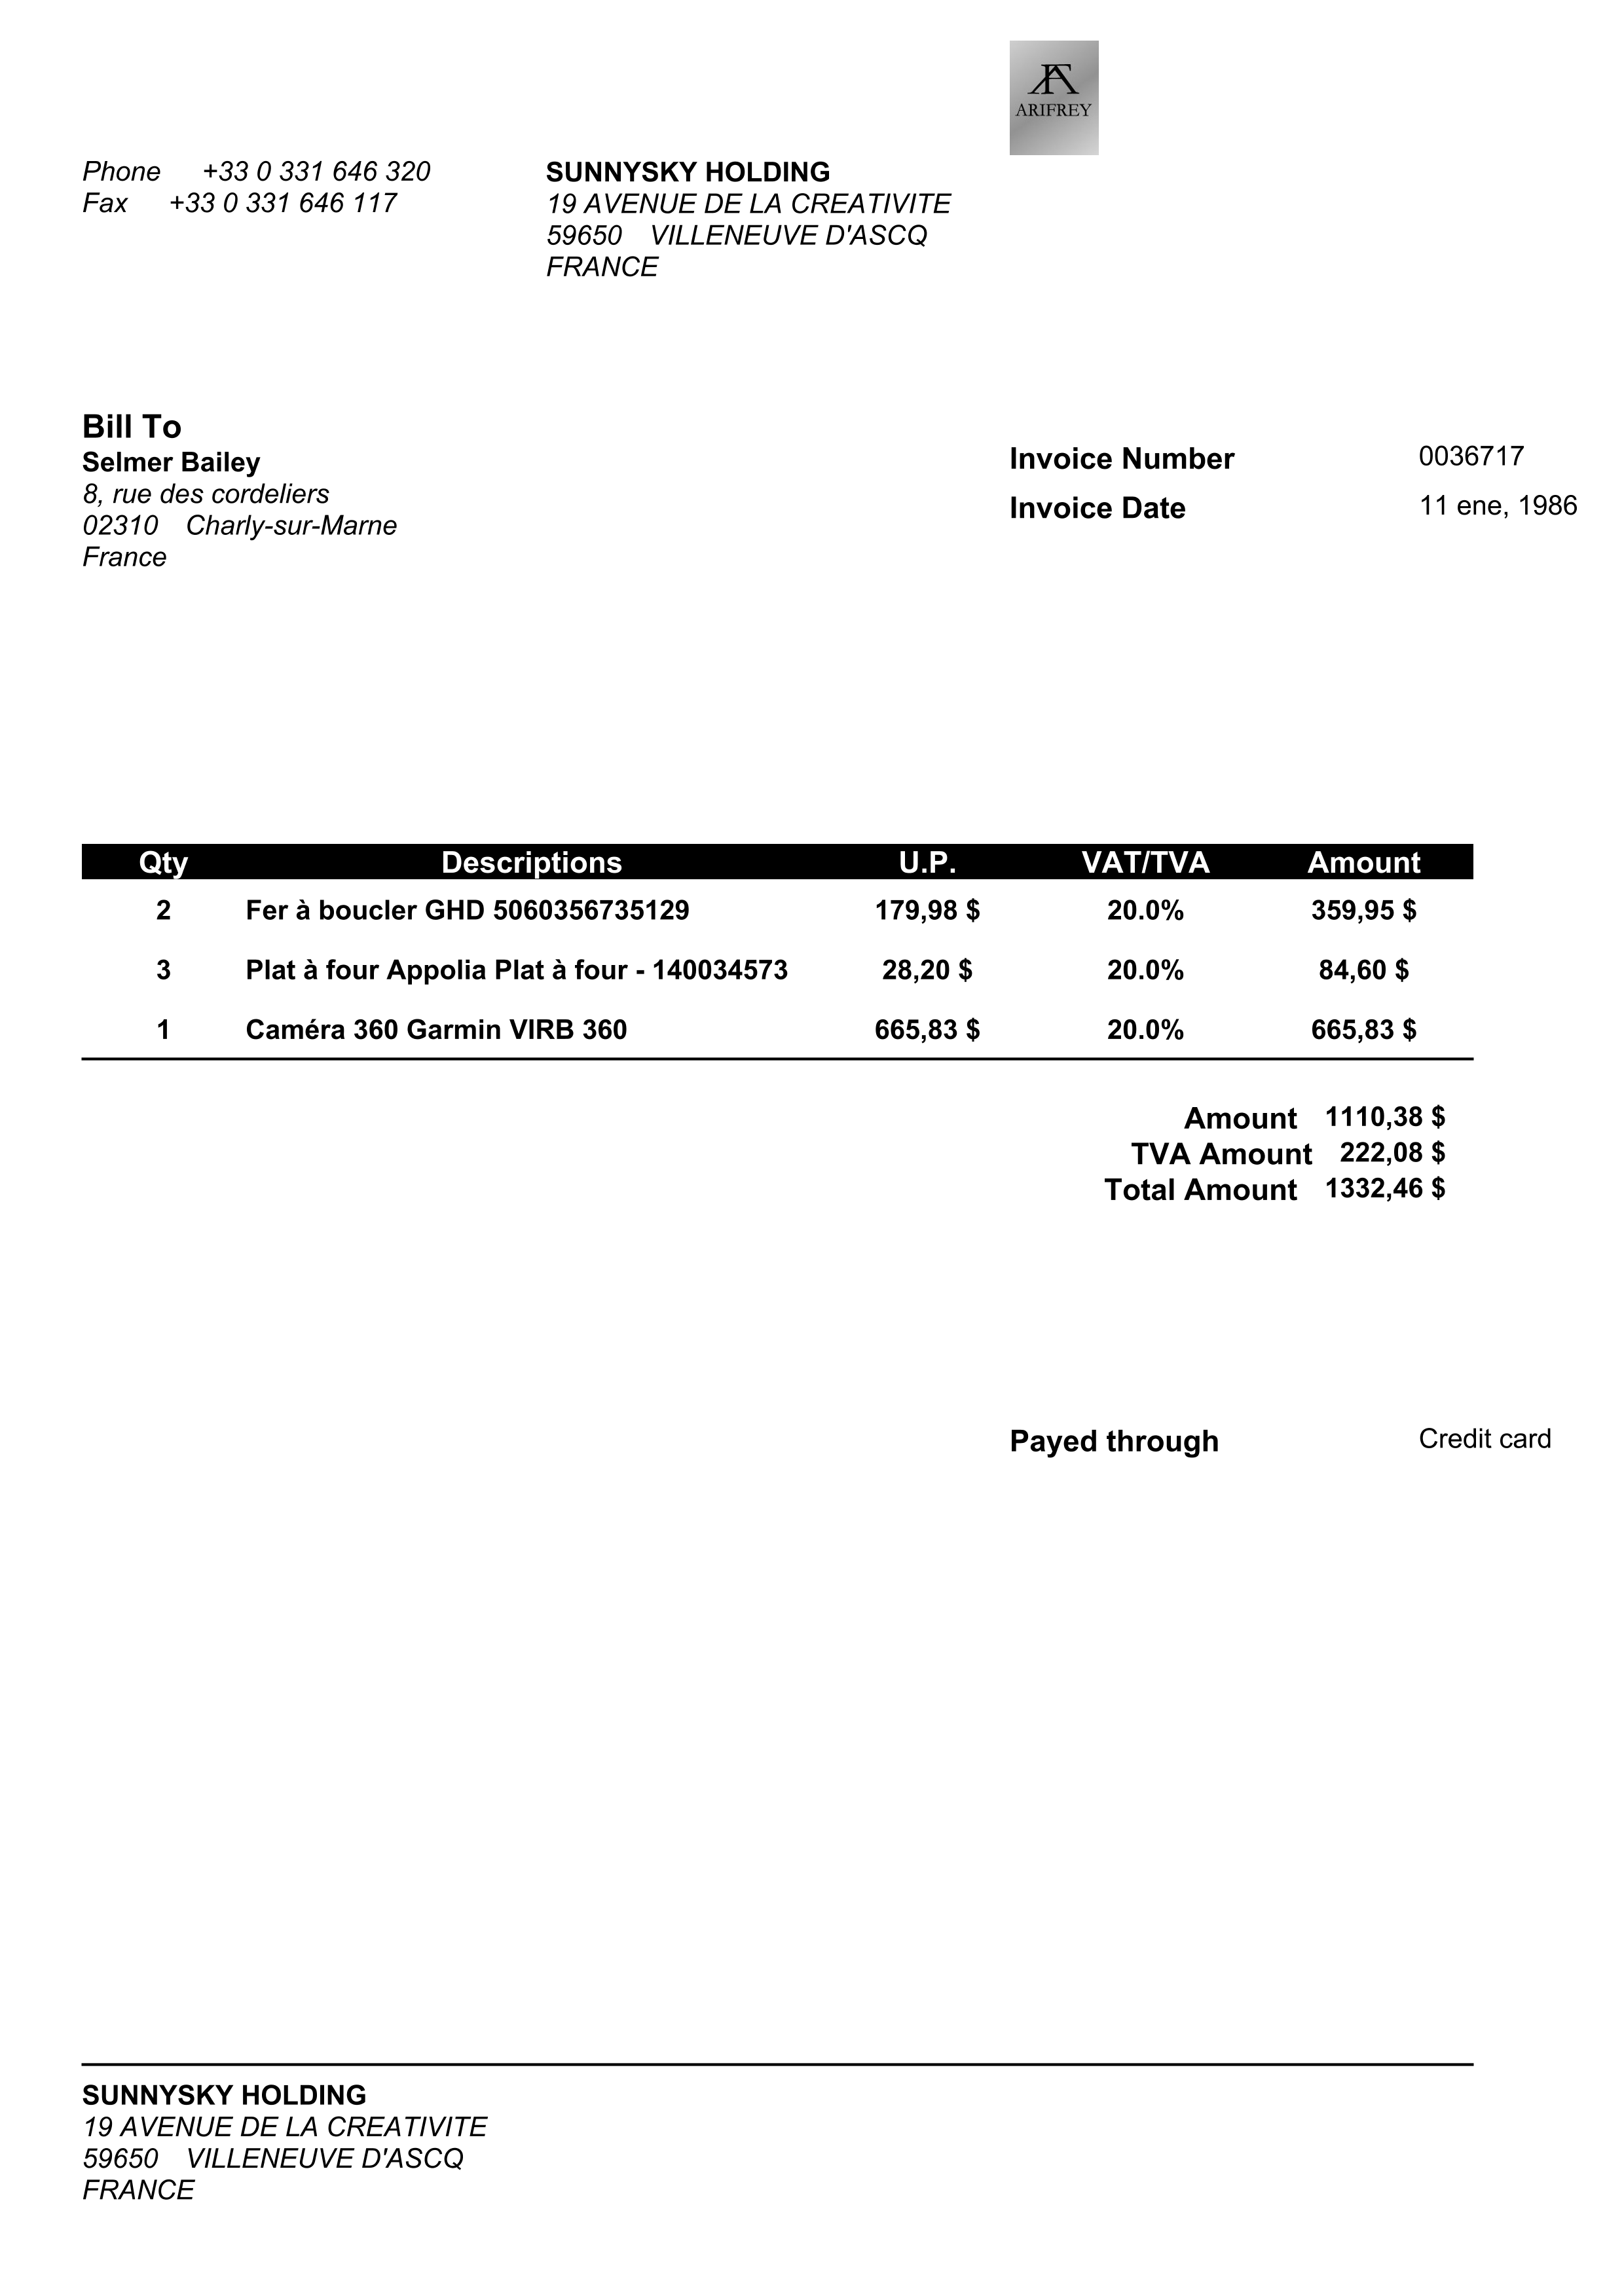 ARIFREY
Phone +33 0 331 646 320
Fax +33 0 331 646 117
SUNNYSKY HOLDING
19 AVENUE DE LA CREATIVITE
59650 VILLENEUVE D'ASCQ
FRANCE
Bill To
Selmer Bailey
8, rue des cordeliers
02310 Charly-sur-Marne
France
Invoice Number 0036717
Invoice Date 11 ene, 1986
Qty Descriptions U.P. VAT/TVA Amount
2 Fer à boucler GHD 5060356735129 179,98 $ 20.0% 359,95 $
3 Plat à four Appolia Plat à four - 140034573 28,20 $ 20.0% 84,60 $
1 Caméra 360 Garmin VIRB 360 665,83 $ 20.0% 665,83 $
Amount 1110,38 $
TVA Amount 222,08 $
Total Amount 1332,46 $
Payed through Credit card
SUNNYSKY HOLDING
19 AVENUE DE LA CREATIVITE
59650 VILLENEUVE D'ASCQ
FRANCE